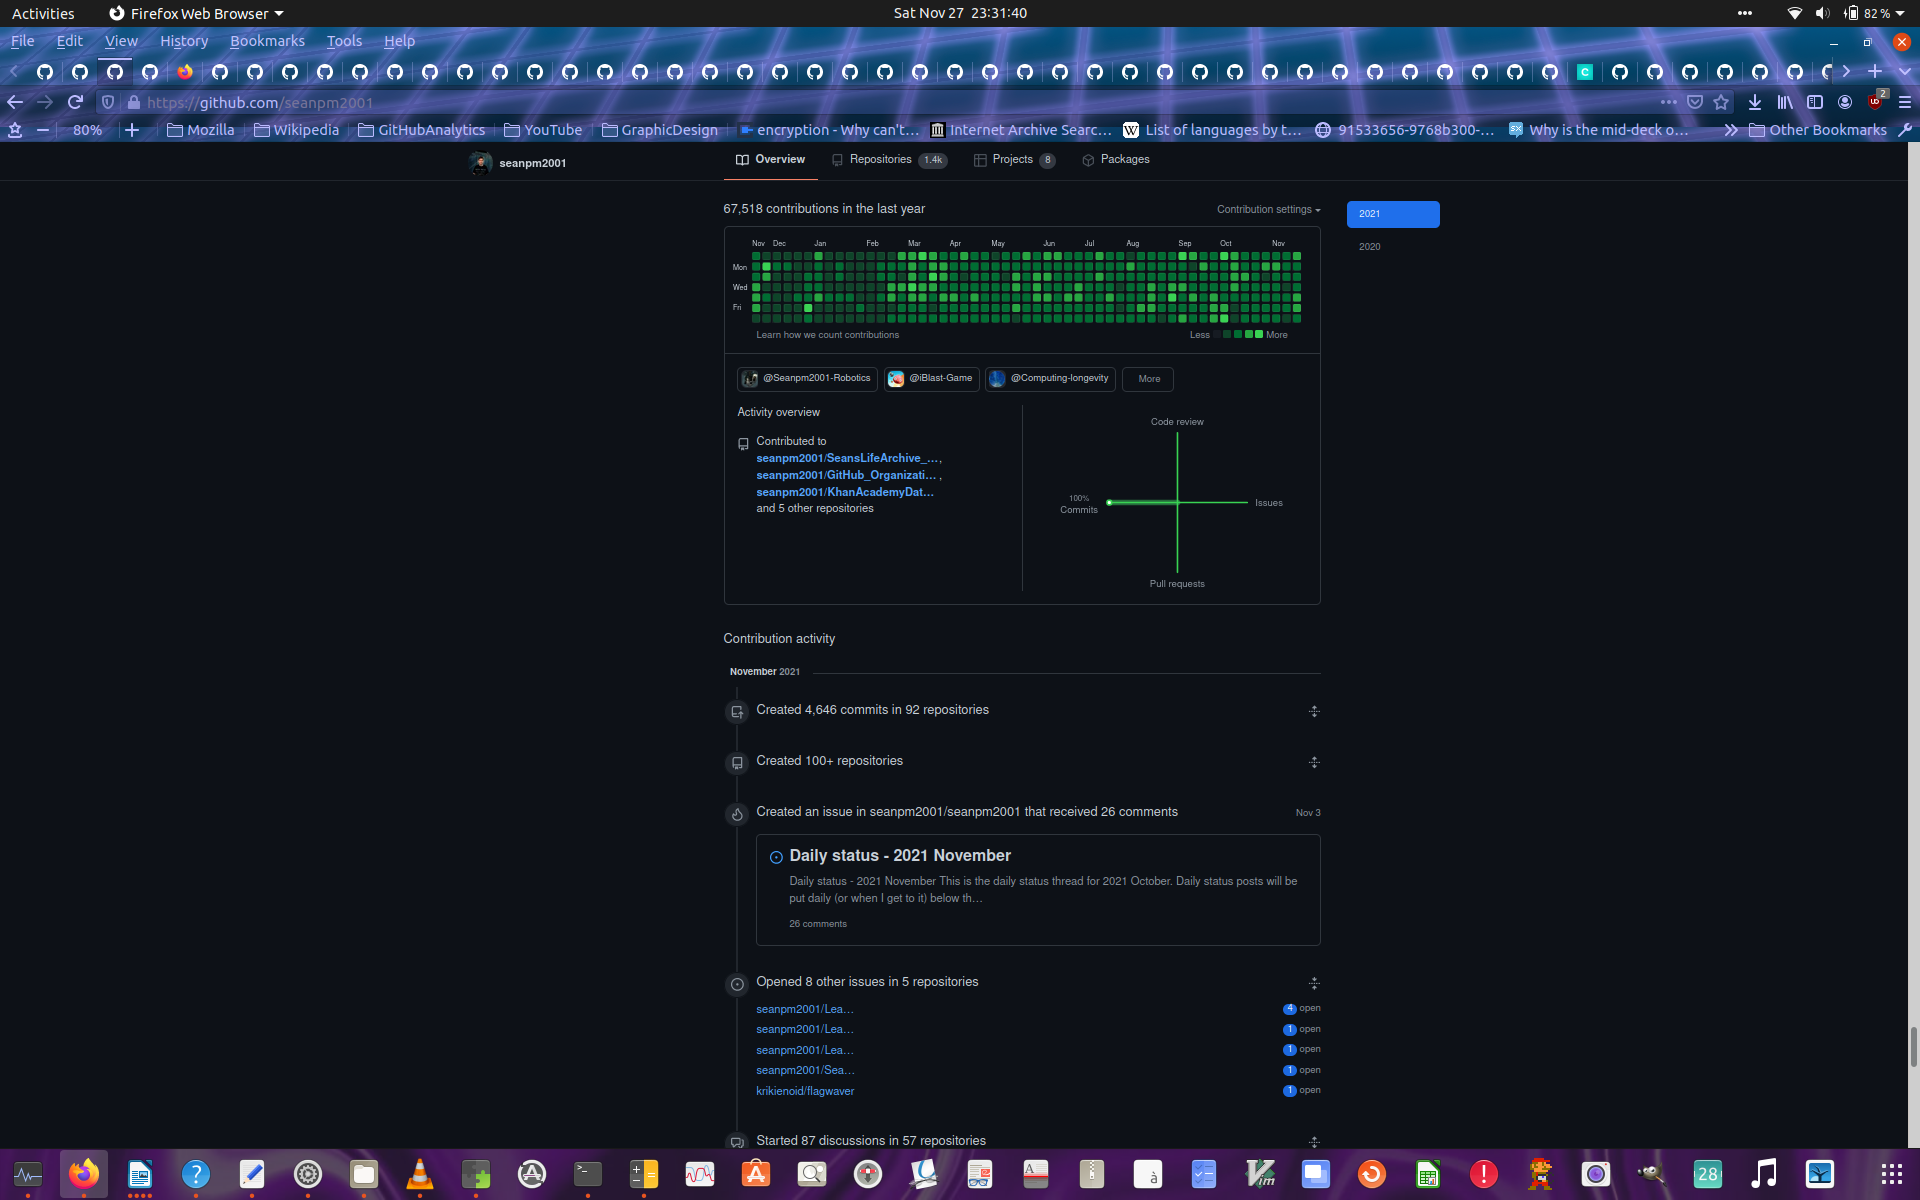 Activities
Firefox Web Browser
Sat Nov 27 23:31:40
82 %
File Edit View History Bookmarks Tools Help
https://github.com/seanpm2001
2
80%
Mozilla
Wikipedia
GitHubAnalytics
YouTube
GraphicDesign
encryption - Why can't…
Internet Archive Searc…
List of languages by t…
91533656-9768b300-…
Why is the mid-deck o…
Other Bookmarks
seanpm2001
Overview
Repositories 1.4k
Projects 8
Packages
67,518 contributions in the last year
Contribution settings
2021
2020
Nov Dec Jan Feb Mar Apr May Jun Jul Aug Sep Oct Nov
Mon
Wed
Fri
Learn how we count contributions
Less More
@Seanpm2001-Robotics
@iBlast-Game
@Computing-longevity
More
Activity overview
Contributed to
seanpm2001/SeansLifeArchive_…,
seanpm2001/GitHub_Organizati… ,
seanpm2001/KhanAcademyDat…
and 5 other repositories
Code review
100%
Commits
Issues
Pull requests
Contribution activity
November 2021
Created 4,646 commits in 92 repositories
Created 100+ repositories
Created an issue in seanpm2001/seanpm2001 that received 26 comments
Nov 3
Daily status - 2021 November
Daily status - 2021 November This is the daily status thread for 2021 October. Daily status posts will be
put daily (or when I get to it) below th…
26 comments
Opened 8 other issues in 5 repositories
seanpm2001/Lea… 4 open
seanpm2001/Lea… 1 open
seanpm2001/Lea… 1 open
seanpm2001/Sea… 1 open
krikienoid/flagwaver 1 open
Started 87 discussions in 57 repositories
28